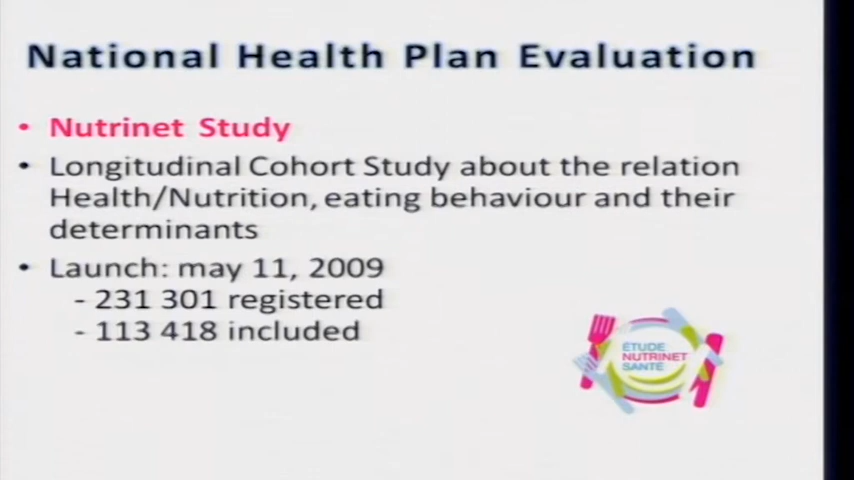 National Health Plan Evaluation
• Nutrinet Study
• Longitudinal Cohort Study about the relation
Health/Nutrition, eating behaviour and their
determinants
• Launch: may 11, 2009
- 231 301 registered
- 113 418 included
ÉTUDE
NUTRINET
SANTÉ